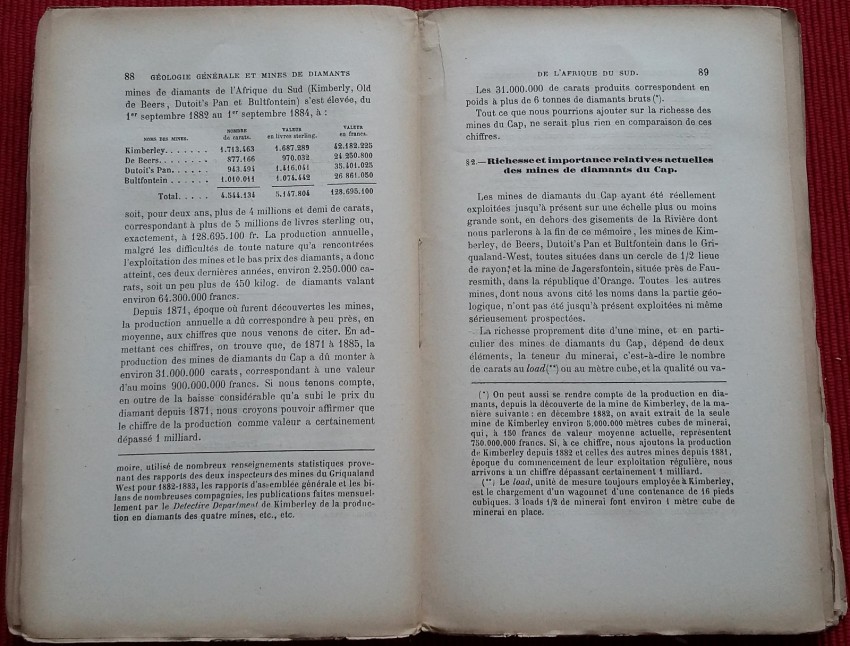 88 GÉOLOGIE GÉNÉRALE ET MINES DE DIAMANTS
mines de diamants de l'Afrique du Sud (Kimberly, Old
de Beers, Dutoit's Pan et Bultfontein) s'est élevée, du
1er septembre 1882 au 1er septembre 1884, à :
NOMS DES MINES. NOMBRE de carats. VALEUR en livres sterling. VALEUR en francs.
Kimberley....... 1.713.463 1.687.289 42.182.225
De Beers....... 877.166 970.032 24.250.800
Dutoit's Pan..... 943.494 1.416.041 35.401.025
Bultfontein ...... 1.010.011 1.074.442 26.861.050
Total..... 4.544.134 5.147.804 128.695.100
soit, pour deux ans, plus de 4 millions et demi de carats,
correspondant à plus de 5 millions de livres sterling ou,
exactement, à 128.695.100 fr. La production annuelle,
malgré les difficultés de toute nature qu'a rencontrées
l'exploitation des mines et le bas prix des diamants, a donc
atteint, ces deux dernières années, environ 2.250.000 ca-
rats, soit un peu plus de 450 kilog. de diamants valant
environ 64.300.000 francs.
Depuis 1871, époque où furent découvertes les mines,
la production annuelle a dû correspondre à peu près, en
moyenne, aux chiffres que nous venons de citer. En ad-
mettant ces chiffres, on trouve que, de 1871 à 1885, la
production des mines de diamants du Cap a dû monter à
environ 31.000.000 carats, correspondant à une valeur
d'au moins 900.000.000 francs. Si nous tenons compte,
en outre de la baisse considérable qu'a subi le prix du
diamant depuis 1871, nous croyons pouvoir affirmer que
le chiffre de la production comme valeur a certainement
dépassé 1 milliard.
moire, utilisé de nombreux renseignements statistiques prove-
nant des rapports des deux inspecteurs des mines du Griqualand
West pour 1882-1883, les rapports d'assemblée générale et les bi-
lans de nombreuses compagnies, les publications faites mensuel-
lement par le Detective Department de Kimberley de la produc-
tion en diamants des quatre mines, etc., etc.
DE L'AFRIQUE DU SUD. 89
Les 31.000.000 de carats produits correspondent en
poids à plus de 6 tonnes de diamants bruts (*).
Tout ce que nous pourrions ajouter sur la richesse des
mines du Cap, ne serait plus rien en comparaison de ces
chiffres.
§ 2. — Richesse et importance relatives actuelles
des mines de diamants du Cap.
Les mines de diamants du Cap ayant été réellement
exploitées jusqu'à présent sur une échelle plus ou moins
grande sont, en dehors des gisements de la Rivière dont
nous parlerons à la fin de ce mémoire, les mines de Kim-
berley, de Beers, Dutoit's Pan et Bultfontein dans le Gri-
qualand-West, toutes situées dans un cercle de 1/2 lieue
de rayon, et la mine de Jagersfontein, située près de Fau-
resmith, dans la république d'Orange. Toutes les autres
mines, dont nous avons cité les noms dans la partie géo-
logique, n'ont pas été jusqu'à présent exploitées ni même
sérieusement prospectées.
La richesse proprement dite d'une mine, et en parti-
culier des mines de diamants du Cap, dépend de deux
éléments, la teneur du minerai, c'est-à-dire le nombre
de carats au load (**) ou au mètre cube, et la qualité ou va-
(*) On peut aussi se rendre compte de la production en dia-
mants, depuis la découverte de la mine de Kimberley, de la ma-
nière suivante : en décembre 1882, on avait extrait de la seule
mine de Kimberley environ 5.000.000 mètres cubes de minerai,
qui, à 150 francs de valeur moyenne actuelle, représentent
750.000.000 francs. Si, à ce chiffre, nous ajoutons la production
de Kimberley depuis 1882 et celles des autres mines depuis 1881,
époque du commencement de leur exploitation régulière, nous
arrivons à un chiffre dépassant certainement 1 milliard.
(**) Le load, unité de mesure toujours employée à Kimberley,
est le chargement d'un wagounet d'une contenance de 16 pieds
cubiques. 3 loads 1/2 de minerai font environ 1 mètre cube de
minerai en place.